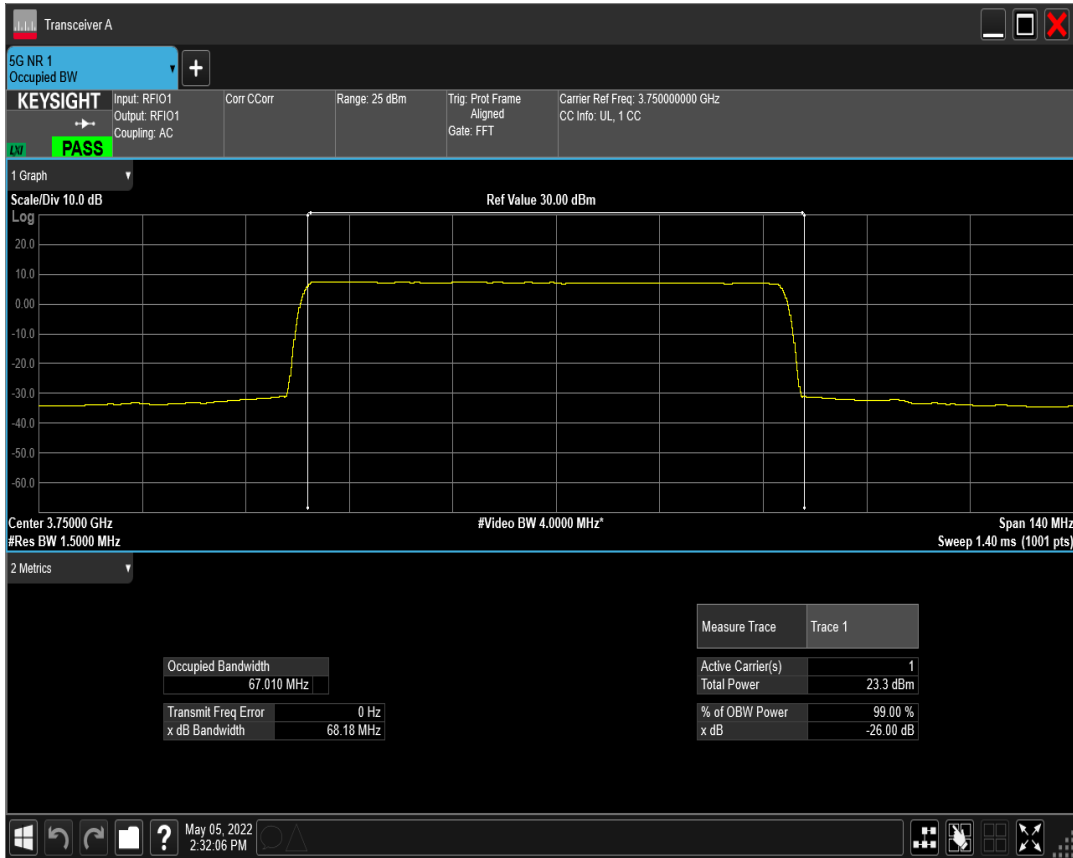 Transceiver A
5G NR 1
Occupied BW
KEYSIGHT
LXI
PASS
Input: RFIO1
Output: RFIO1
Coupling: AC
Corr CCorr
Range: 25 dBm
Trig: Prot Frame
Aligned
Gate: FFT
Carrier Ref Freq: 3.750000000 GHz
CC Info: UL, 1 CC
1 Graph
Scale/Div 10.0 dB
Ref Value 30.00 dBm
Log
20.0
10.0
0.00
-10.0
-20.0
-30.0
-40.0
-50.0
-60.0
Center 3.75000 GHz
#Video BW 4.0000 MHz*
Span 140 MHz
#Res BW 1.5000 MHz
Sweep 1.40 ms (1001 pts)
2 Metrics
Measure Trace Trace 1
Occupied Bandwidth
67.010 MHz
Active Carrier(s) 1
Total Power 23.3 dBm
Transmit Freq Error 0 Hz
x dB Bandwidth 68.18 MHz
% of OBW Power 99.00 %
x dB -26.00 dB
?
May 05, 2022
2:32:06 PM